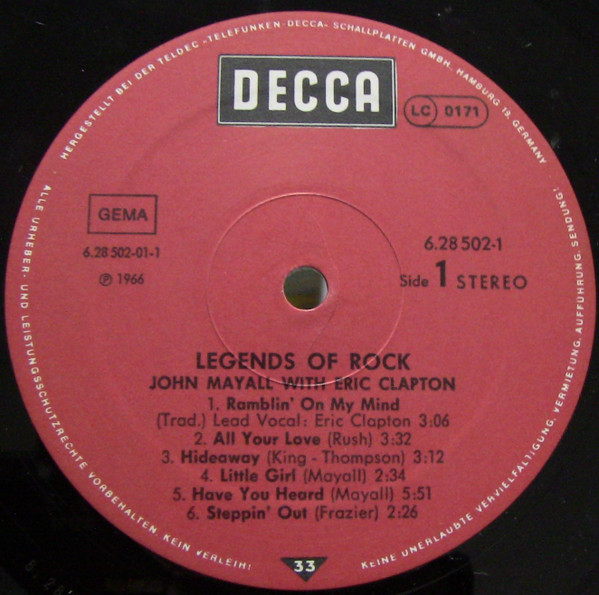 HERGESTELLT BEI DER TELDEC »TELEFUNKEN-DECCA« SCHALLPLATTEN GMBH, HAMBURG 19, GERMANY
DECCA
LC 0171
GEMA
6.28502-01-1
℗ 1966
6.28502-1
Side 1 STEREO
LEGENDS OF ROCK
JOHN MAYALL WITH ERIC CLAPTON
1. Ramblin' On My Mind
(Trad.) Lead Vocal: Eric Clapton 3:06
2. All Your Love (Rush) 3:32
3. Hideaway (King - Thompson) 3:12
4. Little Girl (Mayall) 2:34
5. Have You Heard (Mayall) 5:51
6. Steppin' Out (Frazier) 2:26
33
ALLE URHEBER- UND LEISTUNGSSCHUTZRECHTE VORBEHALTEN. KEIN VERLEIH!
KEINE UNERLAUBTE VERVIELFÄLTIGUNG, VERMIETUNG, AUFFÜHRUNG, SENDUNG!